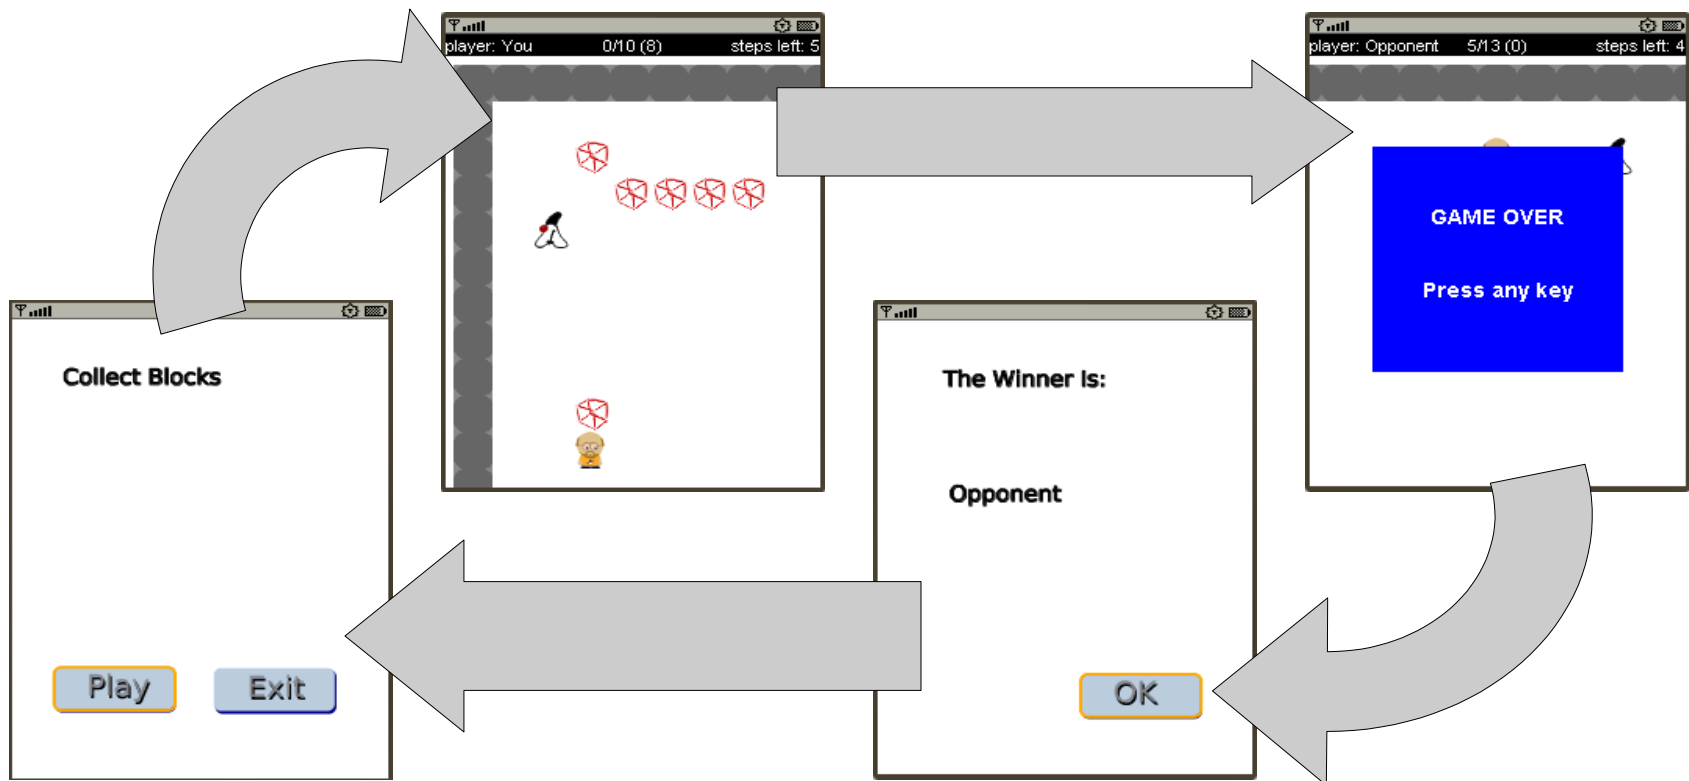 player: You 0/10 (8) steps left: 5
player: Opponent 5/13 (0) steps left: 4
GAME OVER
Press any key
Collect Blocks
Play Exit
The Winner Is:
Opponent
OK